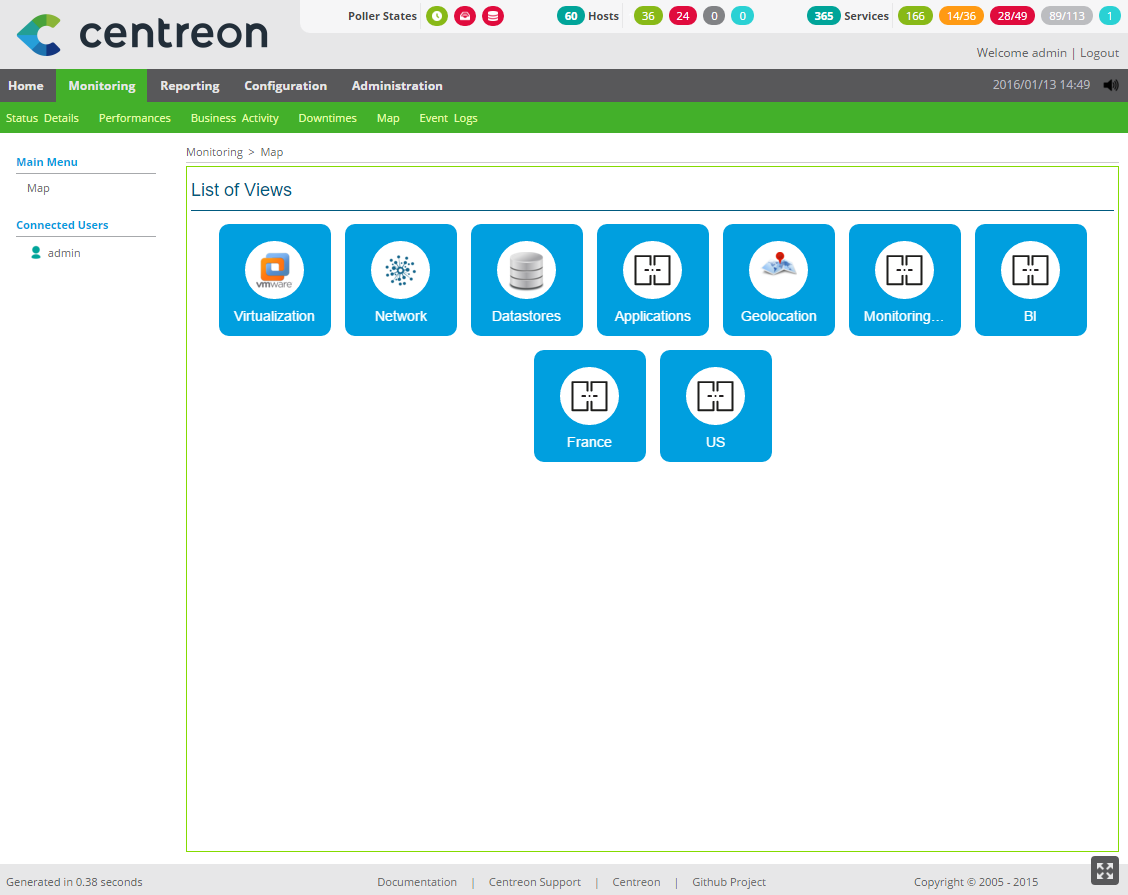 centreon
Poller States 60 Hosts 36 24 0 0 365 Services 166 14/36 28/49 89/113 1
Welcome admin | Logout
Home Monitoring Reporting Configuration Administration 2016/01/13 14:49
Status Details Performances Business Activity Downtimes Map Event Logs
Main Menu
Map
Connected Users
admin
Monitoring > Map
List of Views
vmware
Virtualization Network Datastores Applications Geolocation Monitoring... BI
France US
Generated in 0.38 seconds Documentation | Centreon Support | Centreon | Github Project Copyright © 2005 - 2015